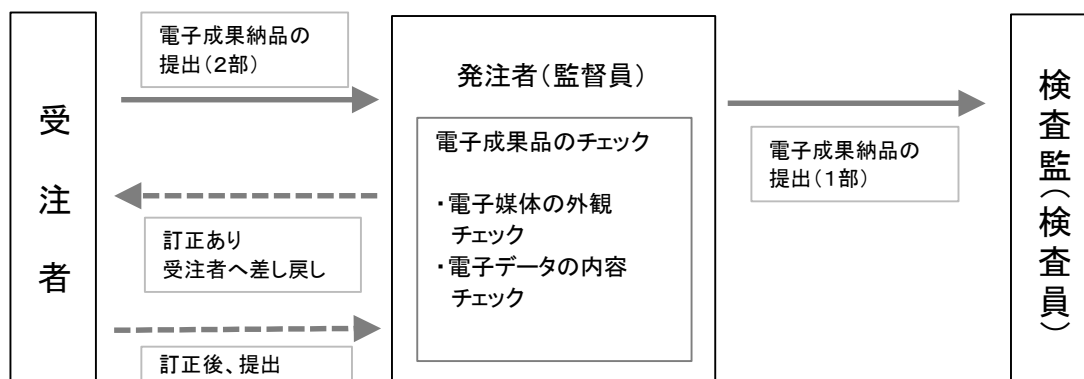 受注者
電子成果納品の
提出(2部)
訂正あり
受注者へ差し戻し
訂正後、提出
発注者(監督員)
電子成果品のチェック
・電子媒体の外観
チェック
・電子データの内容
チェック
電子成果納品の
提出(1部)
検査監(検査員)